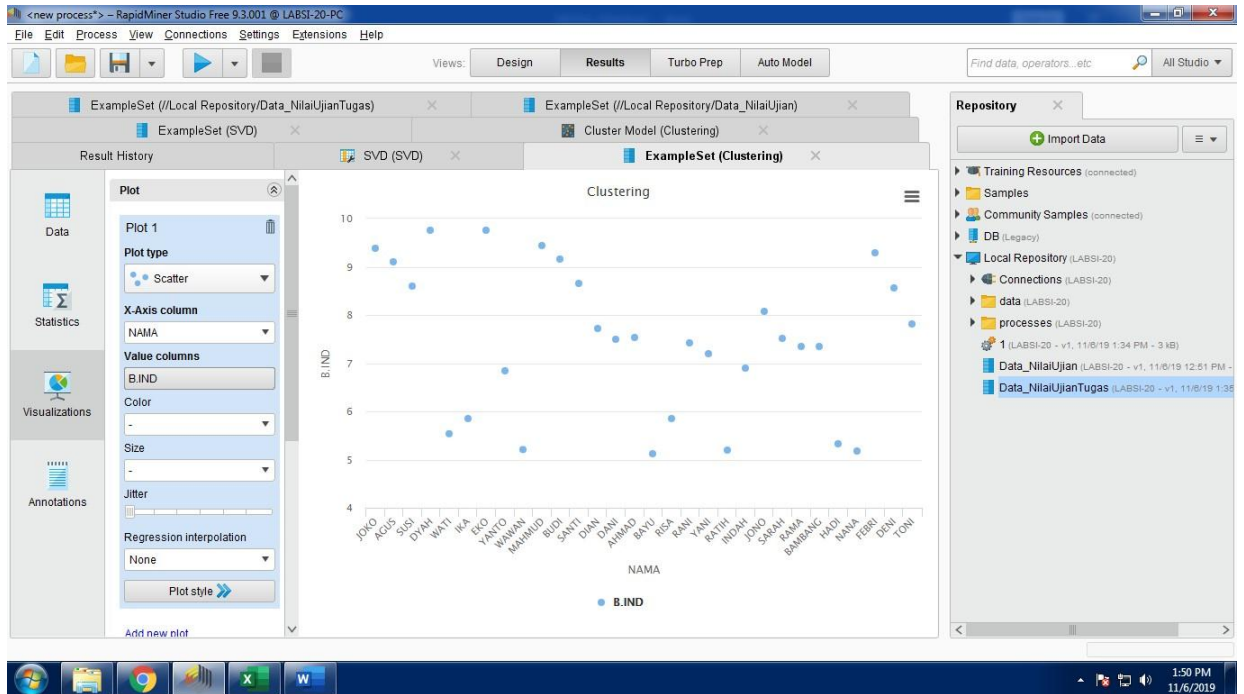 <new process*> – RapidMiner Studio Free 9.3.001 @ LABSI-20-PC
File Edit Process View Connections Settings Extensions Help
Views: Design Results Turbo Prep Auto Model
Find data, operators...etc All Studio
ExampleSet (//Local Repository/Data_NilaiUjianTugas)
ExampleSet (//Local Repository/Data_NilaiUjian)
ExampleSet (SVD)
Cluster Model (Clustering)
Result History
SVD (SVD)
ExampleSet (Clustering)
Data
Statistics
Visualizations
Annotations
Plot
Plot 1
Plot type
Scatter
X-Axis column
NAMA
Value columns
B.IND
Color
-
Size
-
Jitter
Regression interpolation
None
Plot style
Add new plot
Clustering
10
9
8
7
6
5
4
B.IND
JOKO
AGUS
SUSI
DYAH
WATI
IKA
EKO
YANTO
WAWAN
MAHMUD
BUDI
SANTI
DIAN
DANI
AHMAD
BAYU
RISA
RANI
YANI
RATIH
INDAH
JONO
SARAH
RAMA
BAMBANG
HADI
NANA
FEBRI
DENI
TONI
NAMA
B.IND
Repository
Import Data
Training Resources (connected)
Samples
Community Samples (connected)
DB (Legacy)
Local Repository (LABSI-20)
Connections (LABSI-20)
data (LABSI-20)
processes (LABSI-20)
1 (LABSI-20 - v1, 11/6/19 1:34 PM - 3 kB)
Data_NilaiUjian (LABSI-20 - v1, 11/6/19 12:51 PM -
Data_NilaiUjianTugas (LABSI-20 - v1, 11/6/19 1:36
1:50 PM
11/6/2019